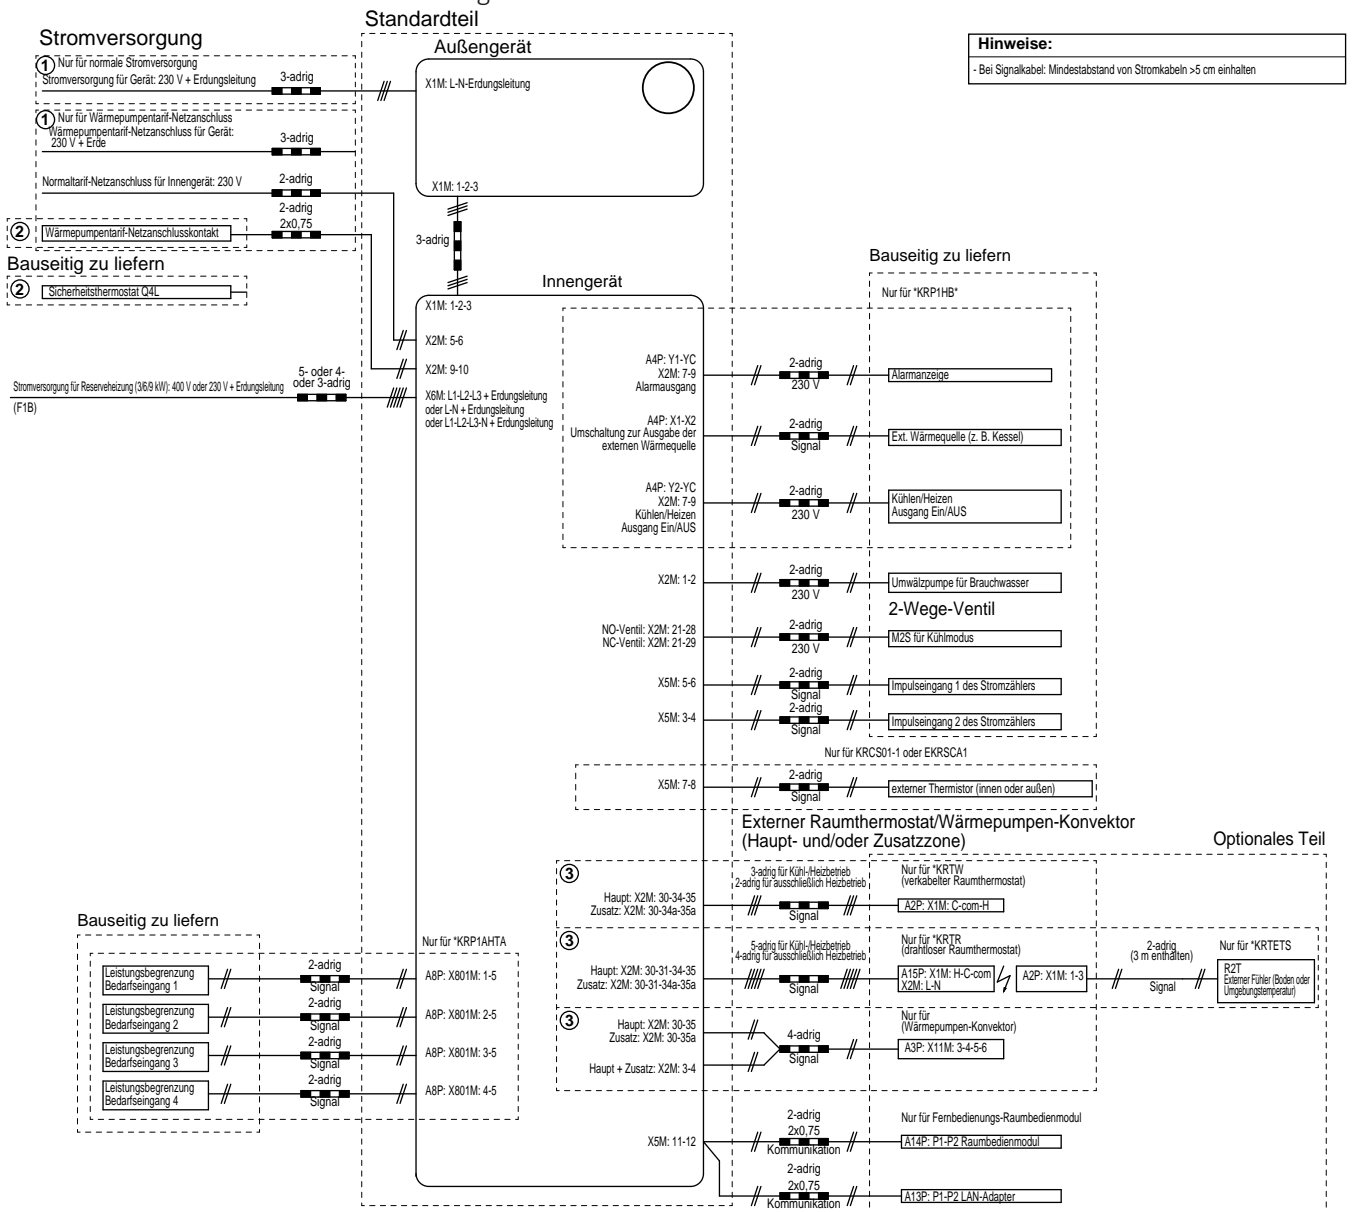 Standardteil
Stromversorgung
Außengerät
Hinweise:
- Bei Signalkabel: Mindestabstand von Stromkabeln >5 cm einhalten
① Nur für normale Stromversorgung
Stromversorgung für Gerät: 230 V + Erdungsleitung
3-adrig
X1M: L-N-Erdungsleitung
① Nur für Wärmepumpentarif-Netzanschluss
Wärmepumpentarif-Netzanschluss für Gerät:
230 V + Erde
3-adrig
Normaltarif-Netzanschluss für Innengerät: 230 V
2-adrig
X1M: 1-2-3
2-adrig
2x0,75
② Wärmepumpentarif-Netzanschlusskontakt
3-adrig
Bauseitig zu liefern
② Sicherheitsthermostat Q4L
Innengerät
X1M: 1-2-3
X2M: 5-6
X2M: 9-10
5- oder 4-
oder 3-adrig
Stromversorgung für Reserveheizung (3/6/9 kW): 400 V oder 230 V + Erdungsleitung
(F1B)
X6M: L1-L2-L3 + Erdungsleitung
oder L-N + Erdungsleitung
oder L1-L2-L3-N + Erdungsleitung
Bauseitig zu liefern
Nur für *KRP1HB*
A4P: Y1-YC
X2M: 7-9
Alarmausgang
2-adrig
230 V
Alarmanzeige
A4P: X1-X2
Umschaltung zur Ausgabe der
externen Wärmequelle
2-adrig
Signal
Ext. Wärmequelle (z. B. Kessel)
A4P: Y2-YC
X2M: 7-9
Kühlen/Heizen
Ausgang Ein/AUS
2-adrig
230 V
Kühlen/Heizen
Ausgang Ein/AUS
X2M: 1-2
2-adrig
230 V
Umwälzpumpe für Brauchwasser
2-Wege-Ventil
NO-Ventil: X2M: 21-28
NC-Ventil: X2M: 21-29
2-adrig
230 V
M2S für Kühlmodus
X5M: 5-6
2-adrig
Signal
Impulseingang 1 des Stromzählers
X5M: 3-4
2-adrig
Signal
Impulseingang 2 des Stromzählers
Nur für KRCS01-1 oder EKRSCA1
X5M: 7-8
2-adrig
Signal
externer Thermistor (innen oder außen)
Externer Raumthermostat/Wärmepumpen-Konvektor
(Haupt- und/oder Zusatzzone)
Optionales Teil
③
Haupt: X2M: 30-34-35
Zusatz: X2M: 30-34a-35a
3-adrig für Kühl-/Heizbetrieb
2-adrig für ausschließlich Heizbetrieb
Signal
Nur für *KRTW
(verkabelter Raumthermostat)
A2P: X1M: C-com-H
③
Haupt: X2M: 30-31-34-35
Zusatz: X2M: 30-31-34a-35a
5-adrig für Kühl-/Heizbetrieb
4-adrig für ausschließlich Heizbetrieb
Signal
Nur für *KRTR
(drahtloser Raumthermostat)
A15P: X1M: H-C-com
X2M: L-N
A2P: X1M: 1-3
2-adrig
(3 m enthalten)
Signal
Nur für *KRTETS
R2T
Externer Fühler (Boden oder
Umgebungstemperatur)
③
Haupt: X2M: 30-35
Zusatz: X2M: 30-35a
Haupt + Zusatz: X2M: 3-4
4-adrig
Signal
Nur für
(Wärmepumpen-Konvektor)
A3P: X11M: 3-4-5-6
X5M: 11-12
2-adrig
2x0,75
Kommunikation
Nur für Fernbedienungs-Raumbedienmodul
A14P: P1-P2 Raumbedienmodul
2-adrig
2x0,75
Kommunikation
A13P: P1-P2 LAN-Adapter
Bauseitig zu liefern
Nur für *KRP1AHTA
Leistungsbegrenzung
Bedarfseingang 1
2-adrig
Signal
A8P: X801M: 1-5
Leistungsbegrenzung
Bedarfseingang 2
2-adrig
Signal
A8P: X801M: 2-5
Leistungsbegrenzung
Bedarfseingang 3
2-adrig
Signal
A8P: X801M: 3-5
Leistungsbegrenzung
Bedarfseingang 4
2-adrig
Signal
A8P: X801M: 4-5